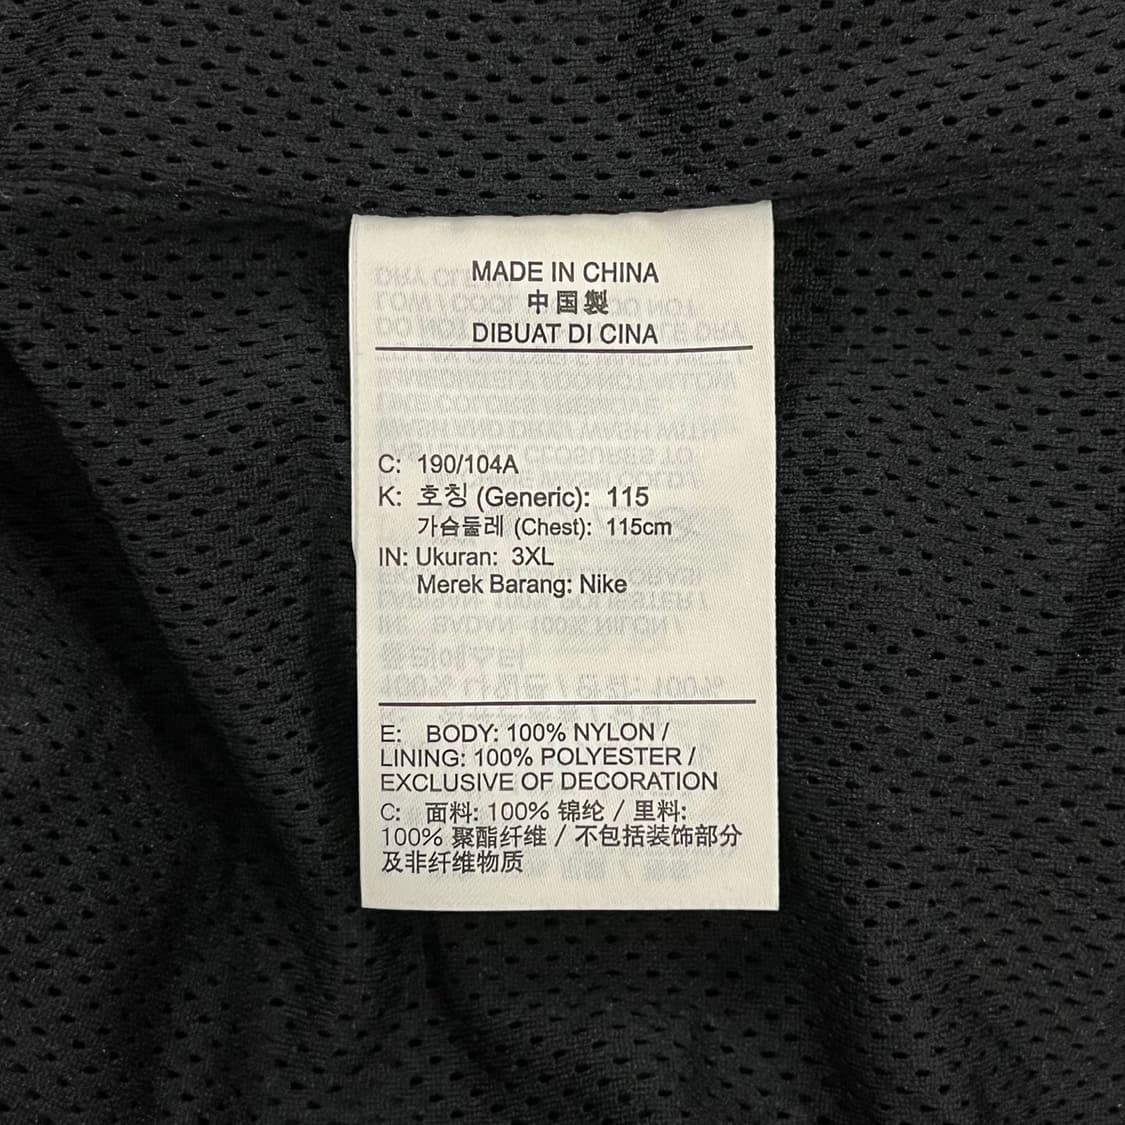 MADE IN CHINA
中国製
DIBUAT DI CINA
C: 190/104A
K: 호칭 (Generic): 115
가슴둘레 (Chest): 115cm
IN: Ukuran: 3XL
Merek Barang: Nike
E: BODY: 100% NYLON /
LINING: 100% POLYESTER /
EXCLUSIVE OF DECORATION
C: 面料: 100% 锦纶 / 里料:
100% 聚酯纤维 / 不包括装饰部分
及非纤维物质